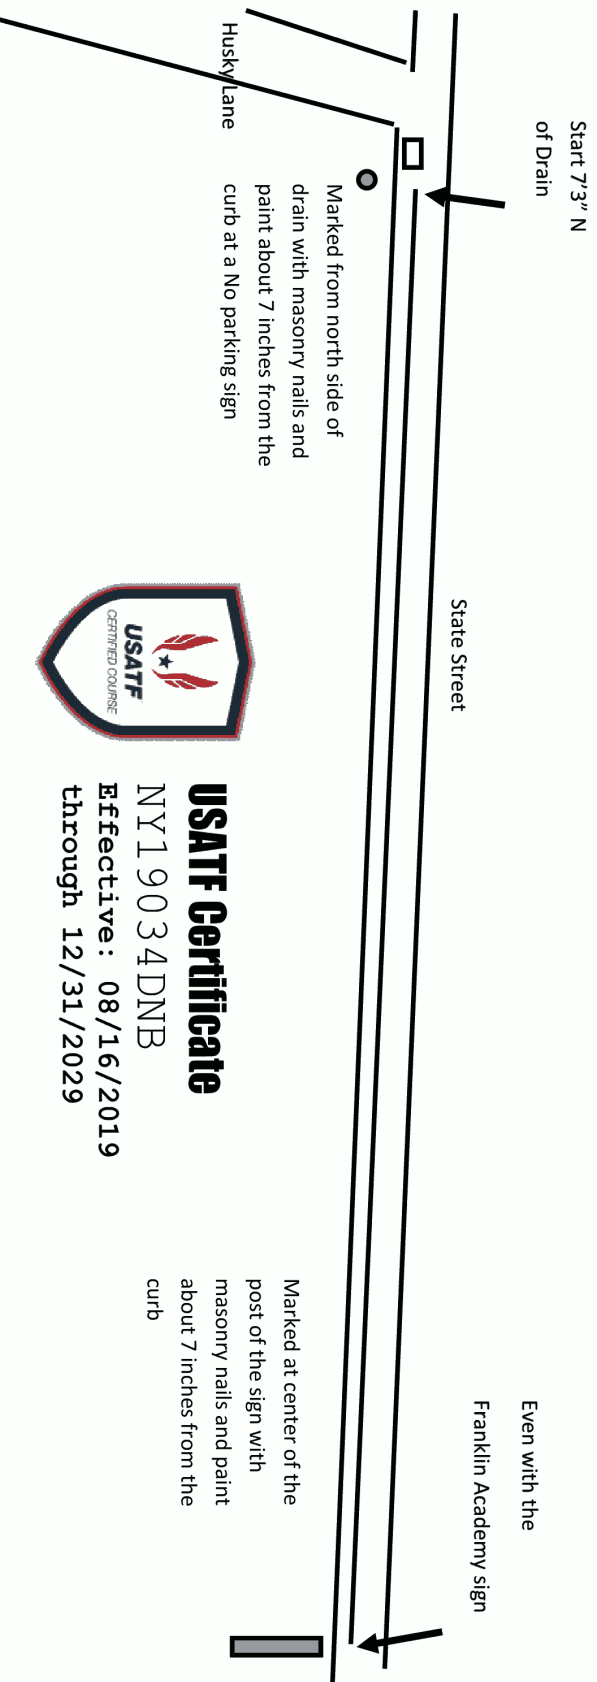 Start 7’3” N
of Drain
Husky Lane
Marked from north side of
drain with masonry nails and
paint about 7 inches from the
curb at a No parking sign
State Street
USATF
CERTIFIED COURSE
USATF Certificate
NY19034DNB
Effective: 08/16/2019
through 12/31/2029
Even with the
Franklin Academy sign
Marked at center of the
post of the sign with
masonry nails and paint
about 7 inches from the
curb